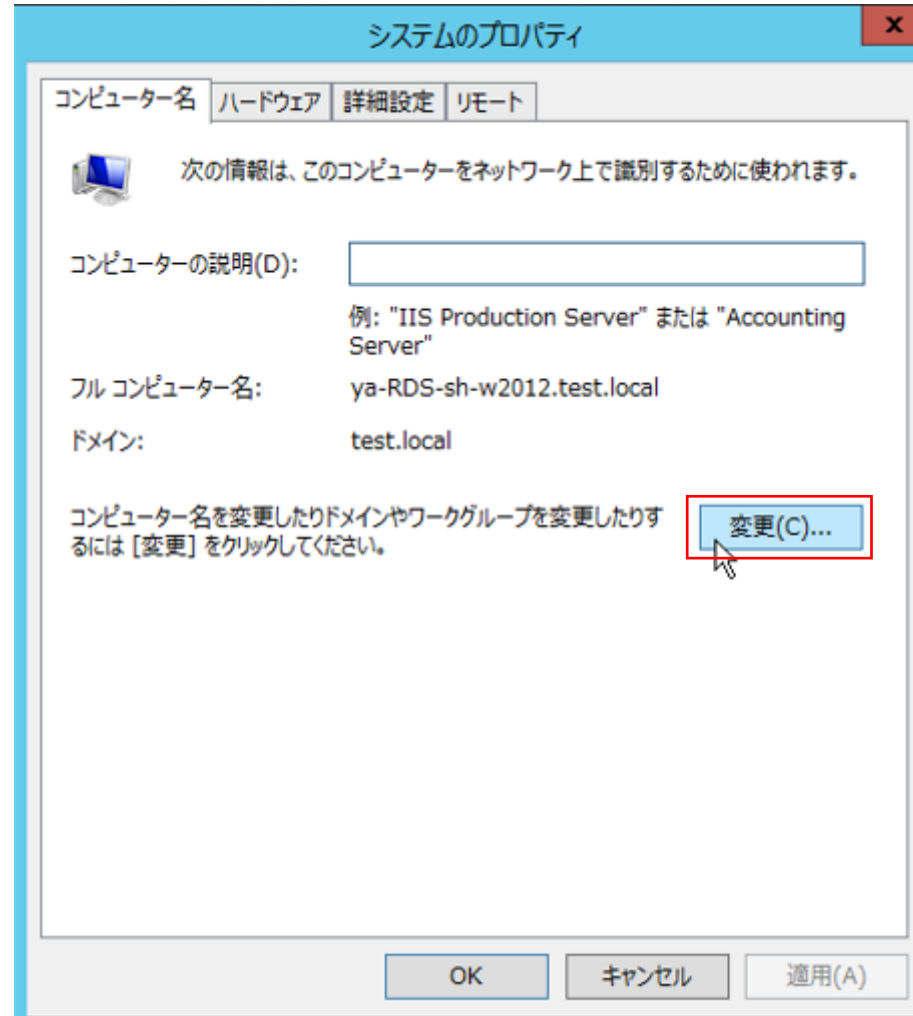 システムのプロパティ
x
コンピューター名
ハードウェア
詳細設定
リモート
次の情報は、このコンピューターをネットワーク上で識別するために使われます。
コンピューターの説明(D):
例: "IIS Production Server" または "Accounting
Server"
フル コンピューター名:
ya-RDS-sh-w2012.test.local
ドメイン:
test.local
コンピューター名を変更したりドメインやワークグループを変更したりす
るには [変更] をクリックしてください。
変更(C)...
OK
キャンセル
適用(A)